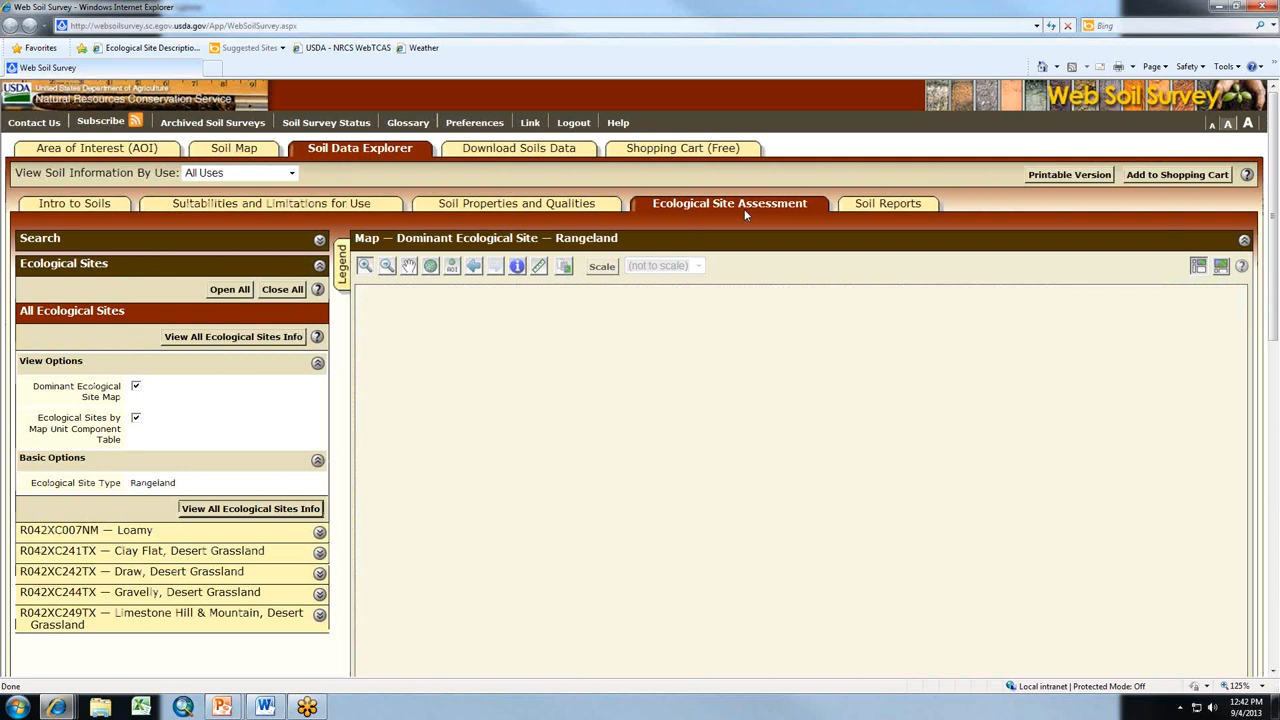 Web Soil Survey - Windows Internet Explorer
http://websoilsurvey.sc.egov.usda.gov/App/WebSoilSurvey.aspx
Bing
Favorites
Ecological Site Descriptio...
Suggested Sites
USDA - NRCS WebTCAS
Weather
Web Soil Survey
Page
Safety
Tools
USDA
United States Department of Agriculture
Natural Resources Conservation Service
Web Soil Survey
Contact Us
Subscribe
Archived Soil Surveys
Soil Survey Status
Glossary
Preferences
Link
Logout
Help
A A A
Area of Interest (AOI)
Soil Map
Soil Data Explorer
Download Soils Data
Shopping Cart (Free)
View Soil Information By Use: All Uses
Printable Version
Add to Shopping Cart
Intro to Soils
Suitabilities and Limitations for Use
Soil Properties and Qualities
Ecological Site Assessment
Soil Reports
Search
Map — Dominant Ecological Site — Rangeland
Legend
Ecological Sites
AOI
Scale (not to scale)
Open All
Close All
All Ecological Sites
View All Ecological Sites Info
View Options
Dominant Ecological
Site Map
Ecological Sites by
Map Unit Component
Table
Basic Options
Ecological Site Type Rangeland
View All Ecological Sites Info
R042XC007NM — Loamy
R042XC241TX — Clay Flat, Desert Grassland
R042XC242TX — Draw, Desert Grassland
R042XC244TX — Gravelly, Desert Grassland
R042XC249TX — Limestone Hill & Mountain, Desert
Grassland
Done
Local intranet | Protected Mode: Off
125%
12:42 PM
9/4/2013